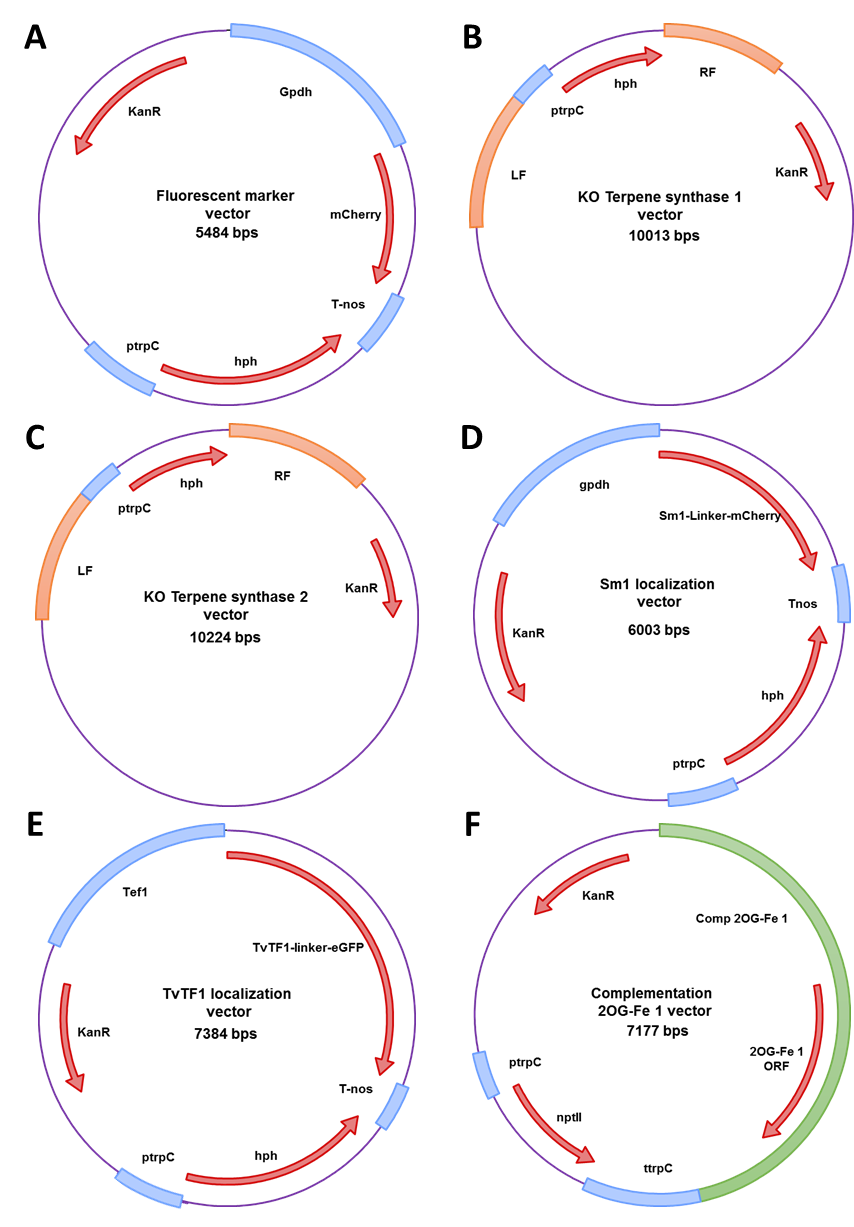 A
Gpdh
KanR
Fluorescent marker
vector
5484 bps
mCherry
T-nos
ptrpC
hph
B
RF
hph
ptrpC
LF
KanR
KO Terpene synthase 1
vector
10013 bps
C
RF
hph
ptrpC
LF
KanR
KO Terpene synthase 2
vector
10224 bps
D
gpdh
Sm1-Linker-mCherry
Sm1 localization
vector
6003 bps
Tnos
KanR
hph
ptrpC
E
Tef1
TvTF1-linker-eGFP
TvTF1 localization
vector
7384 bps
KanR
T-nos
ptrpC
hph
F
KanR
Comp 2OG-Fe 1
Complementation
2OG-Fe 1 vector
7177 bps
2OG-Fe 1
ORF
ptrpC
nptII
ttrpC